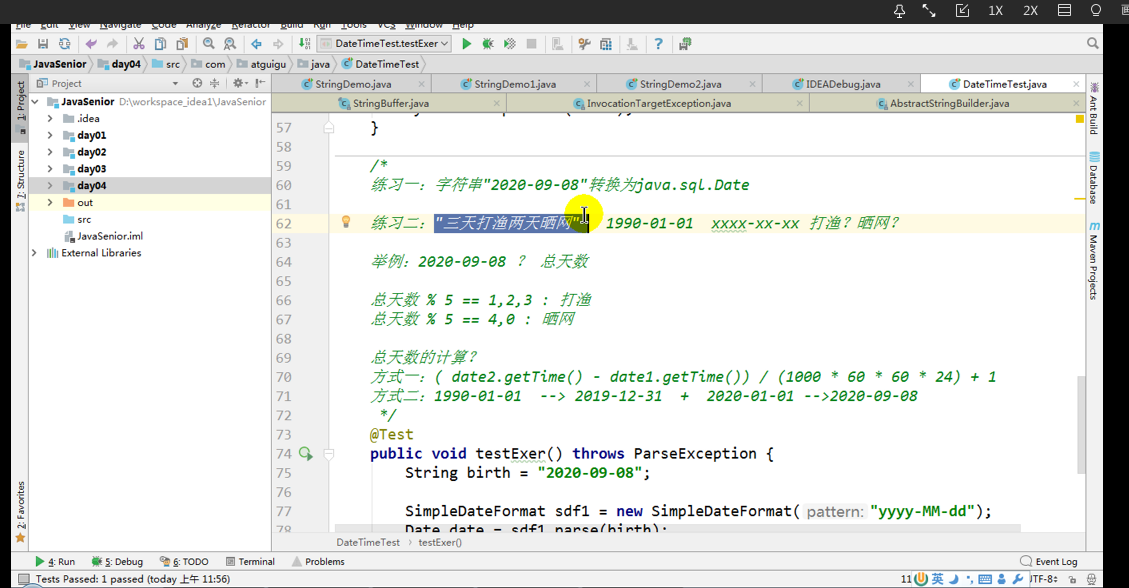 1X 2X
File Edit View Navigate Code Analyze Refactor Build Run Tools VCS Window Help
DateTimeTest.testExer
JavaSenior day04 src com atguigu java DateTimeTest
Project
StringDemo.java StringDemo1.java StringDemo2.java IDEADebug.java DateTimeTest.java
StringBuffer.java InvocationTargetException.java AbstractStringBuilder.java
1: Project
7: Structure
2: Favorites
JavaSenior D:\workspace_idea1\JavaSenior
.idea
day01
day02
day03
day04
out
src
JavaSenior.iml
External Libraries
57 }
58
59 /*
60 练习一：字符串"2020-09-08"转换为java.sql.Date
61
62 练习二："三天打渔两天晒网" 1990-01-01 xxxx-xx-xx 打渔？晒网？
63
64 举例：2020-09-08 ？ 总天数
65
66 总天数 % 5 == 1,2,3 : 打渔
67 总天数 % 5 == 4,0 : 晒网
68
69 总天数的计算？
70 方式一：( date2.getTime() - date1.getTime()) / (1000 * 60 * 60 * 24) + 1
71 方式二：1990-01-01 --> 2019-12-31 + 2020-01-01 -->2020-09-08
72 */
73 @Test
74 public void testExer() throws ParseException {
75 String birth = "2020-09-08";
76
77 SimpleDateFormat sdf1 = new SimpleDateFormat( pattern: "yyyy-MM-dd");
78 Date date = sdf1.parse(birth);
DateTimeTest testExer()
Ant Build
Database
Maven Projects
4: Run 5: Debug 6: TODO Terminal Problems Event Log
Tests Passed: 1 passed (today 上午 11:56)
英
UTF-8